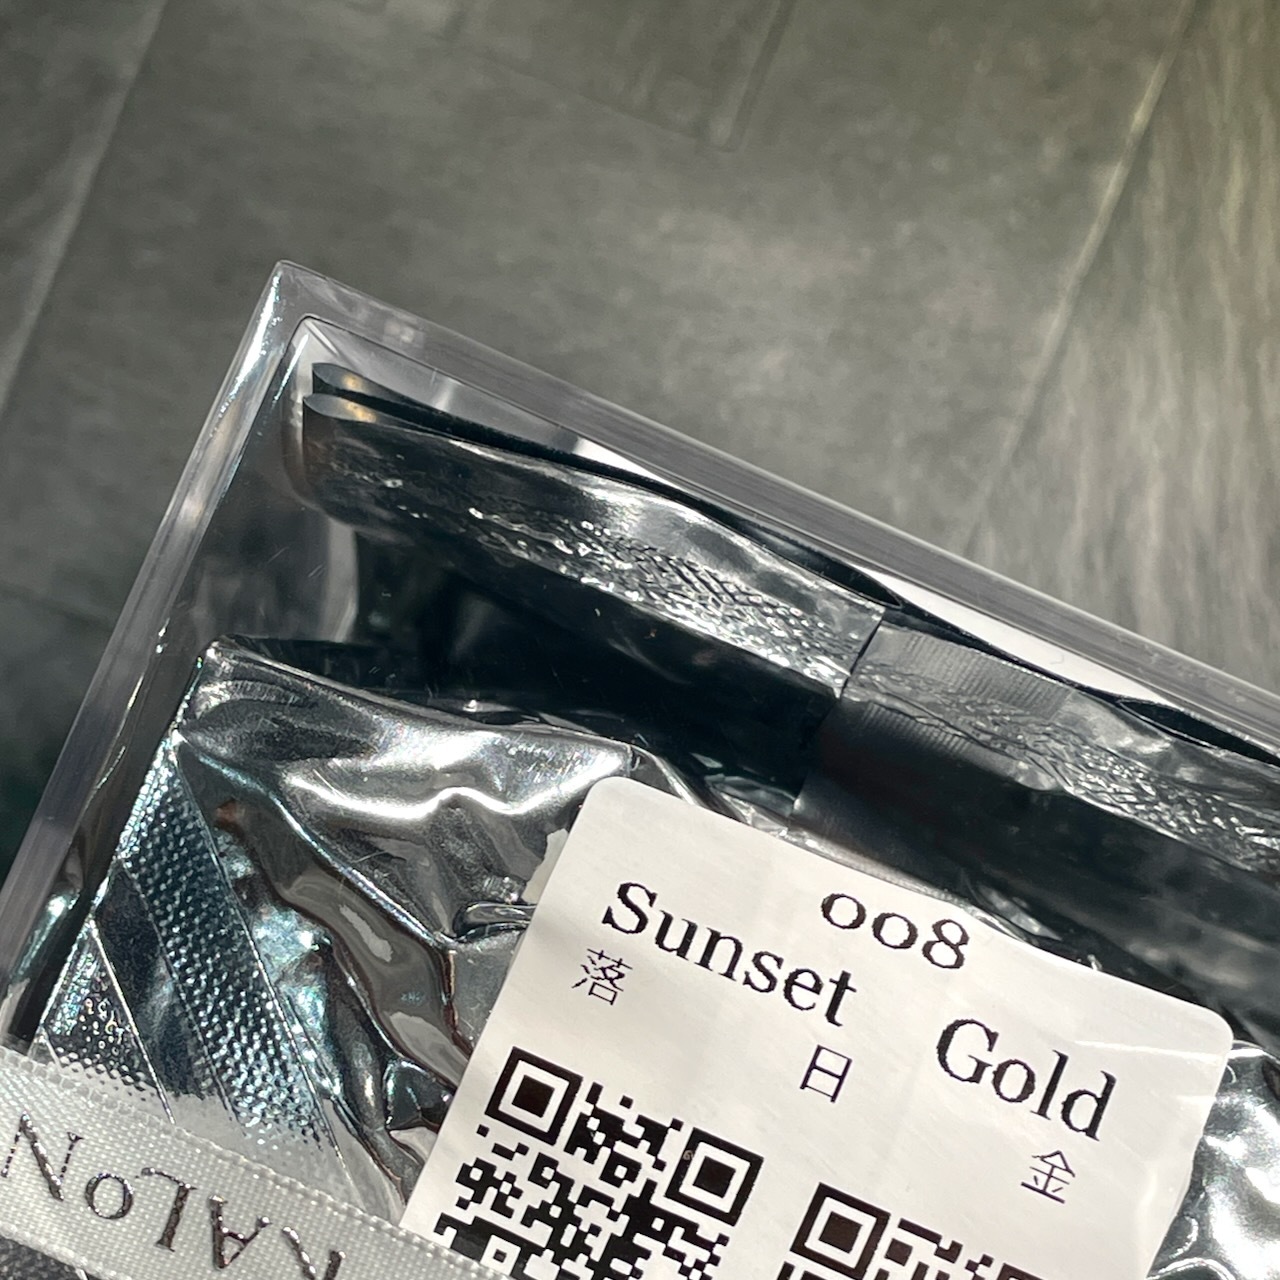 008
Sunset Gold
落日金
KALON